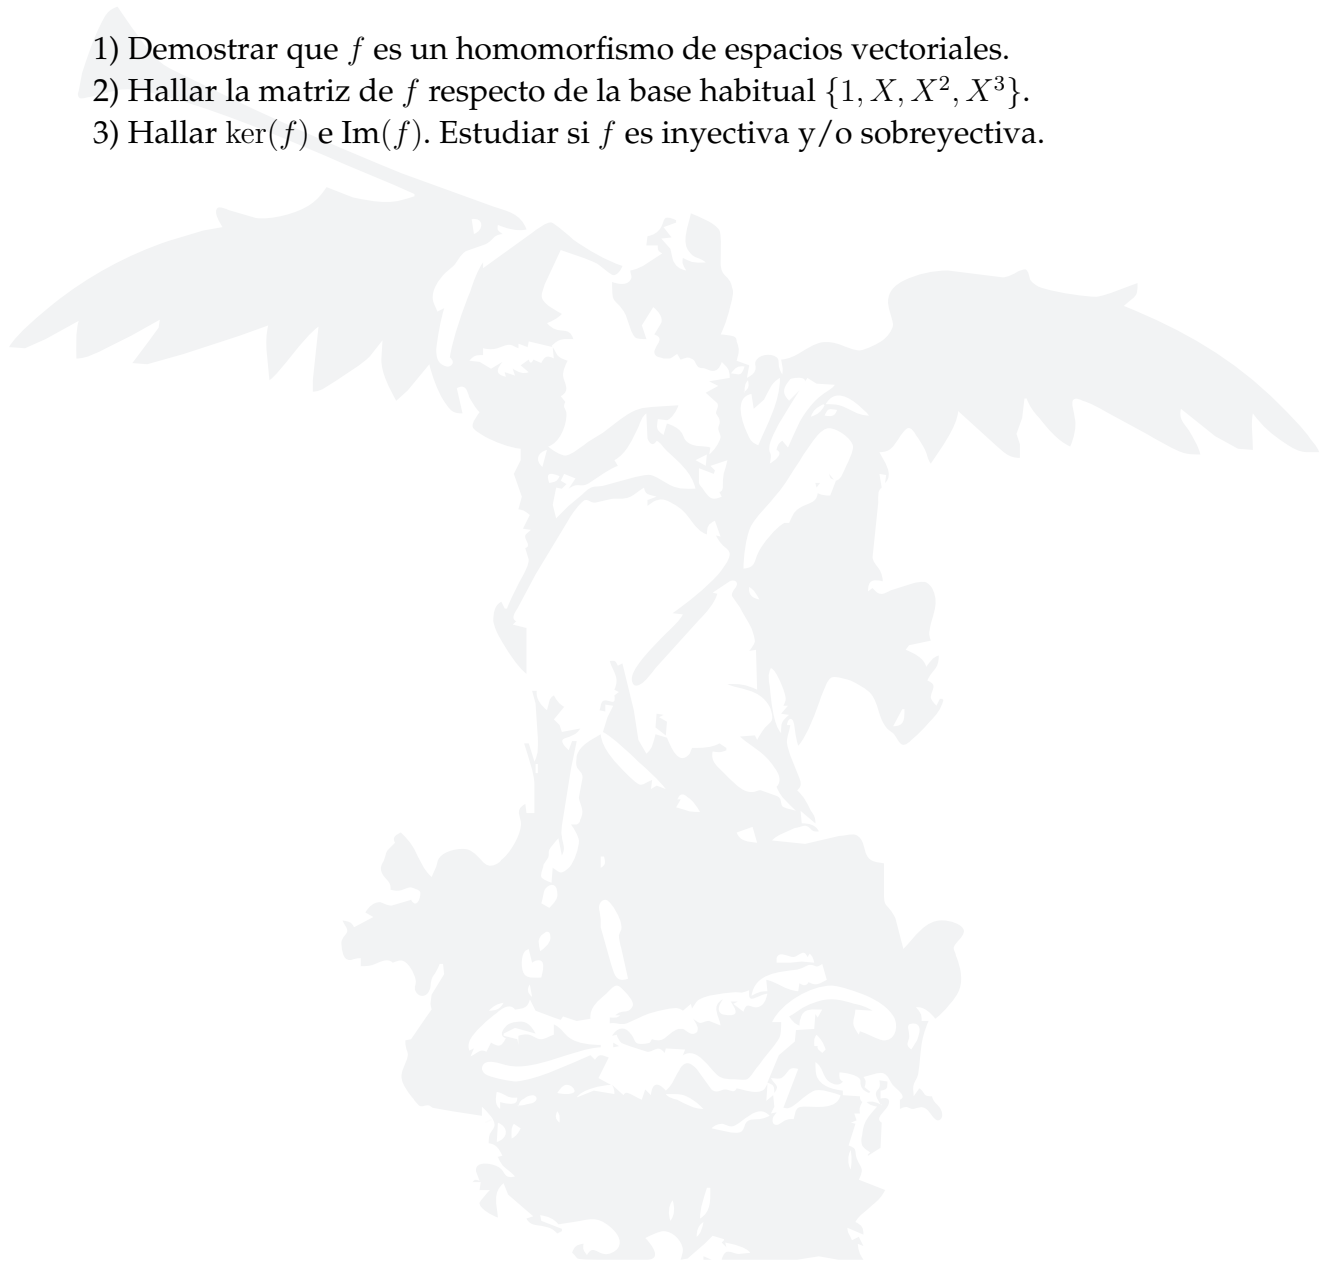 1) Demostrar que f es un homomorfismo de espacios vectoriales.
2) Hallar la matriz de f respecto de la base habitual {1, X, X², X³}.
3) Hallar ker(f) e Im(f). Estudiar si f es inyectiva y/o sobreyectiva.